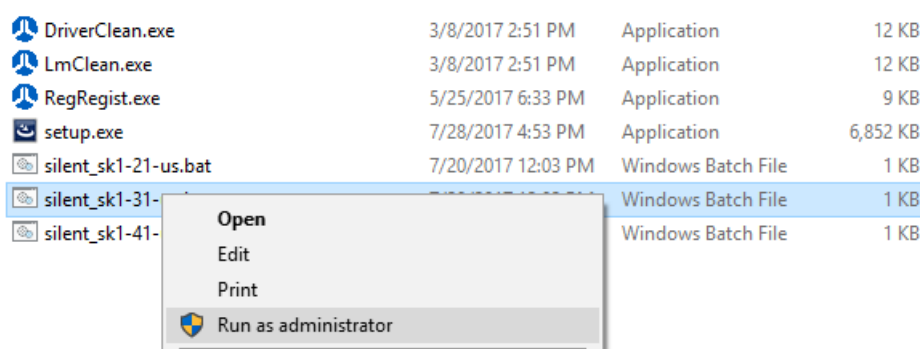 DriverClean.exe 3/8/2017 2:51 PM Application 12 KB
LmClean.exe 3/8/2017 2:51 PM Application 12 KB
RegRegist.exe 5/25/2017 6:33 PM Application 9 KB
setup.exe 7/28/2017 4:53 PM Application 6,852 KB
silent_sk1-21-us.bat 7/20/2017 12:03 PM Windows Batch File 1 KB
silent_sk1-31- Windows Batch File 1 KB
silent_sk1-41- Windows Batch File 1 KB
Open
Edit
Print
Run as administrator